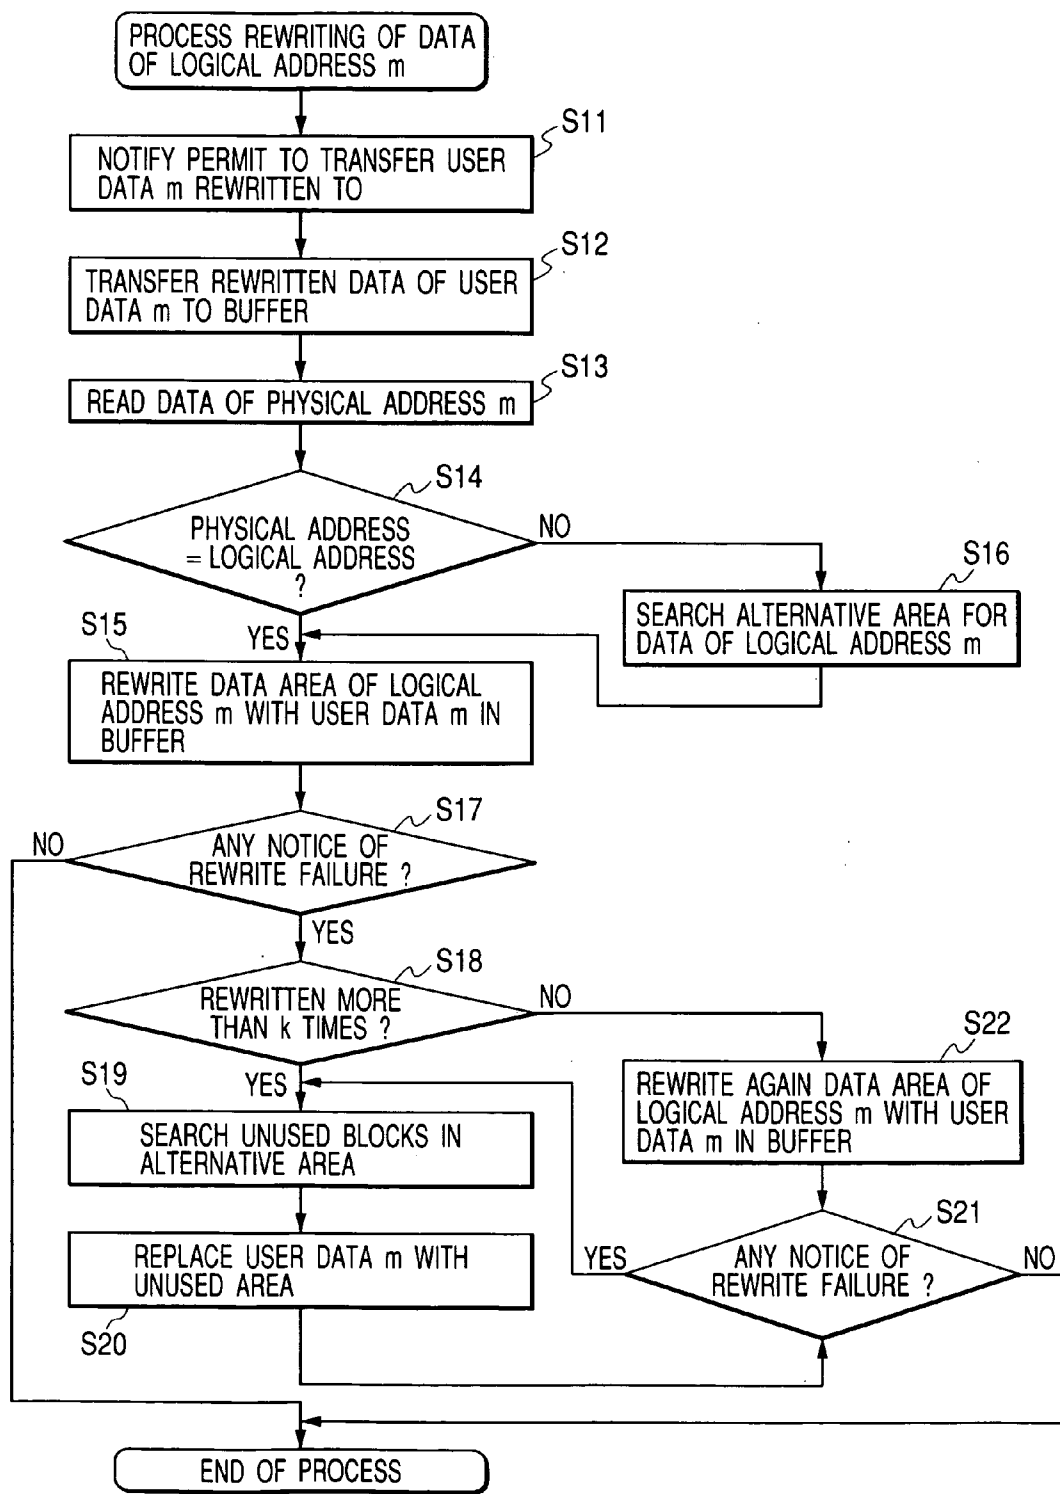 PROCESS REWRITING OF DATA
OF LOGICAL ADDRESS m
S11
NOTIFY PERMIT TO TRANSFER USER
DATA m REWRITTEN TO
S12
TRANSFER REWRITTEN DATA OF USER
DATA m TO BUFFER
S13
READ DATA OF PHYSICAL ADDRESS m
S14
PHYSICAL ADDRESS
= LOGICAL ADDRESS
?
NO
YES
S16
SEARCH ALTERNATIVE AREA FOR
DATA OF LOGICAL ADDRESS m
S15
REWRITE DATA AREA OF LOGICAL
ADDRESS m WITH USER DATA m IN
BUFFER
S17
ANY NOTICE OF
REWRITE FAILURE ?
NO
YES
S18
REWRITTEN MORE
THAN k TIMES ?
NO
YES
S22
REWRITE AGAIN DATA AREA OF
LOGICAL ADDRESS m WITH USER
DATA m IN BUFFER
S19
SEARCH UNUSED BLOCKS IN
ALTERNATIVE AREA
REPLACE USER DATA m WITH
UNUSED AREA
S20
S21
ANY NOTICE OF
REWRITE FAILURE ?
YES
NO
END OF PROCESS